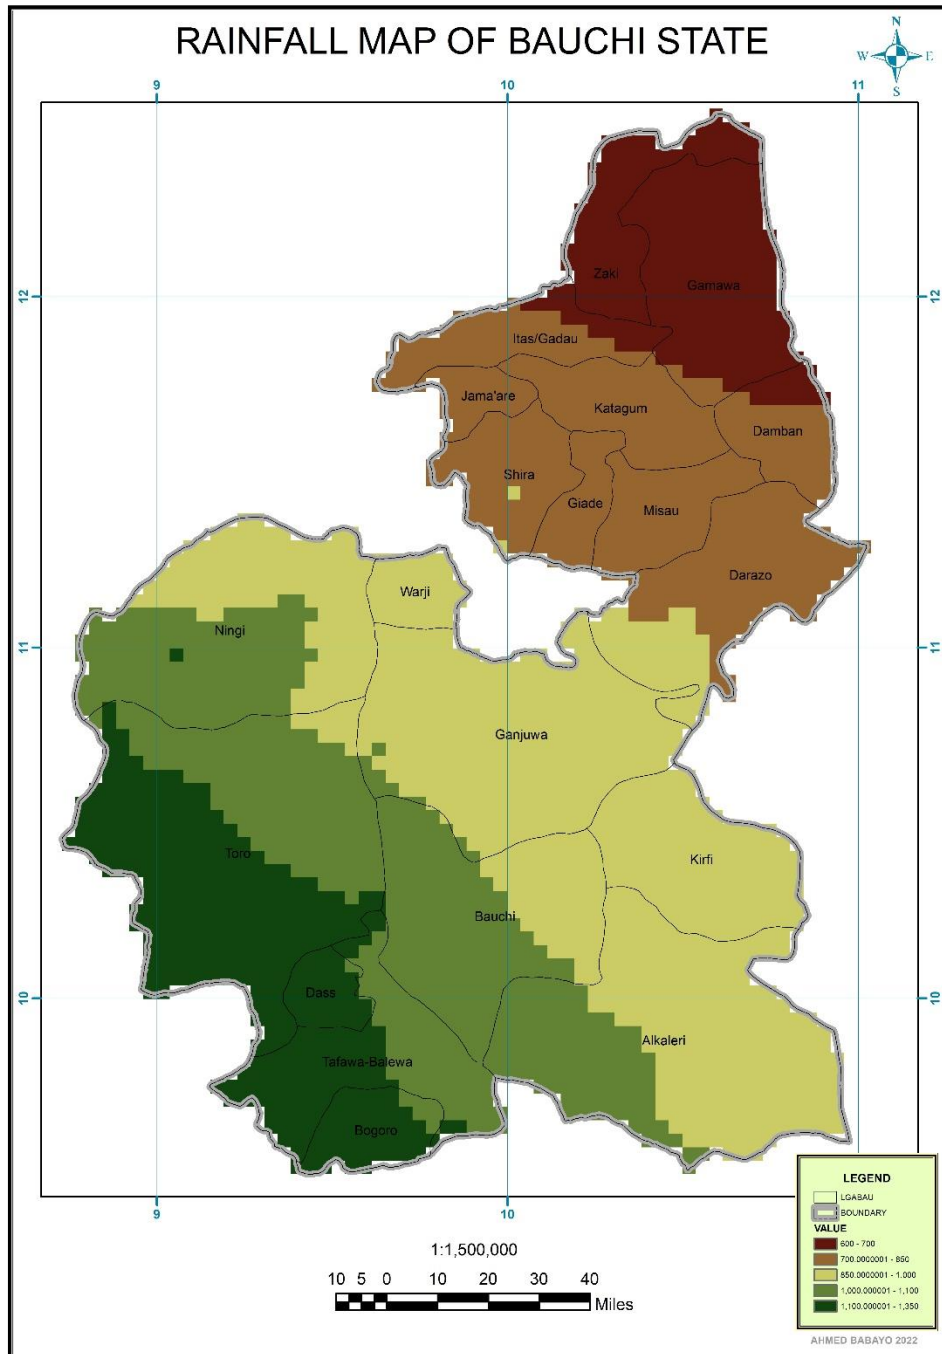 RAINFALL MAP OF BAUCHI STATE
N
W E
S
9 10 11
12 12
11 11
10 10
9 10
Zaki
Gamawa
Itas/Gadau
Jama'are
Katagum
Damban
Shira
Giade
Misau
Darazo
Warji
Ningi
Ganjuwa
Kirfi
Toro
Bauchi
Dass
Alkaleri
Tafawa-Balewa
Bogoro
1:1,500,000
10 5 0 10 20 30 40
Miles
LEGEND
LGABAU
BOUNDARY
VALUE
600 - 700
700.0000001 - 850
850.0000001 - 1,000
1,000.000001 - 1,100
1,100.000001 - 1,350
AHMED BABAYO 2022